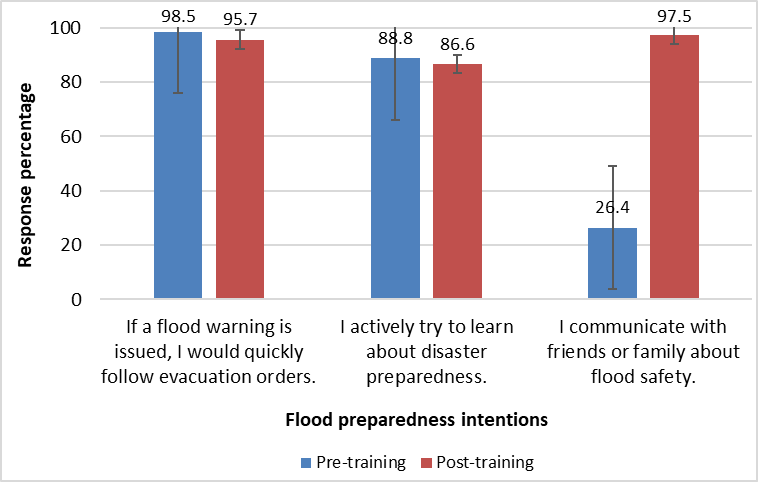 98.5
95.7
88.8
86.6
97.5
26.4
100
80
60
40
20
0
Response percentage
If a flood warning is
issued, I would quickly
follow evacuation orders.
I actively try to learn
about disaster
preparedness.
I communicate with
friends or family about
flood safety.
Flood preparedness intentions
Pre-training
Post-training